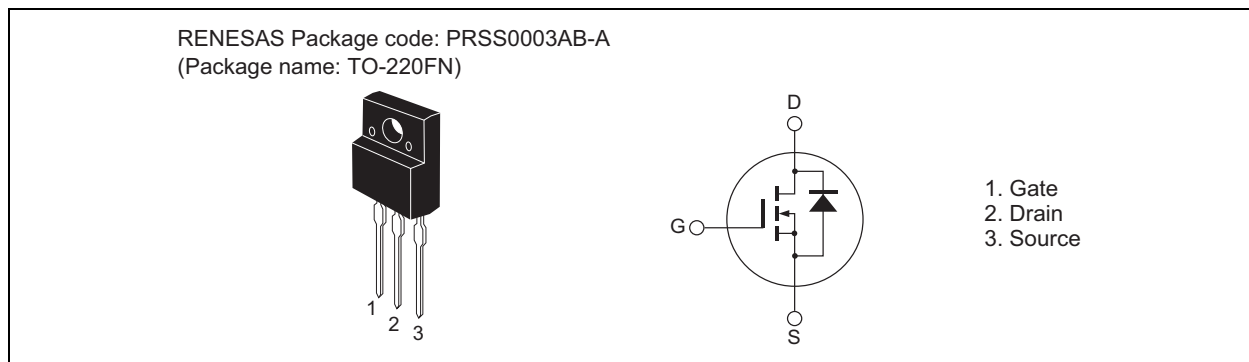 RENESAS Package code: PRSS0003AB-A
(Package name: TO-220FN)
1
2
3
D
G
S
1. Gate
2. Drain
3. Source